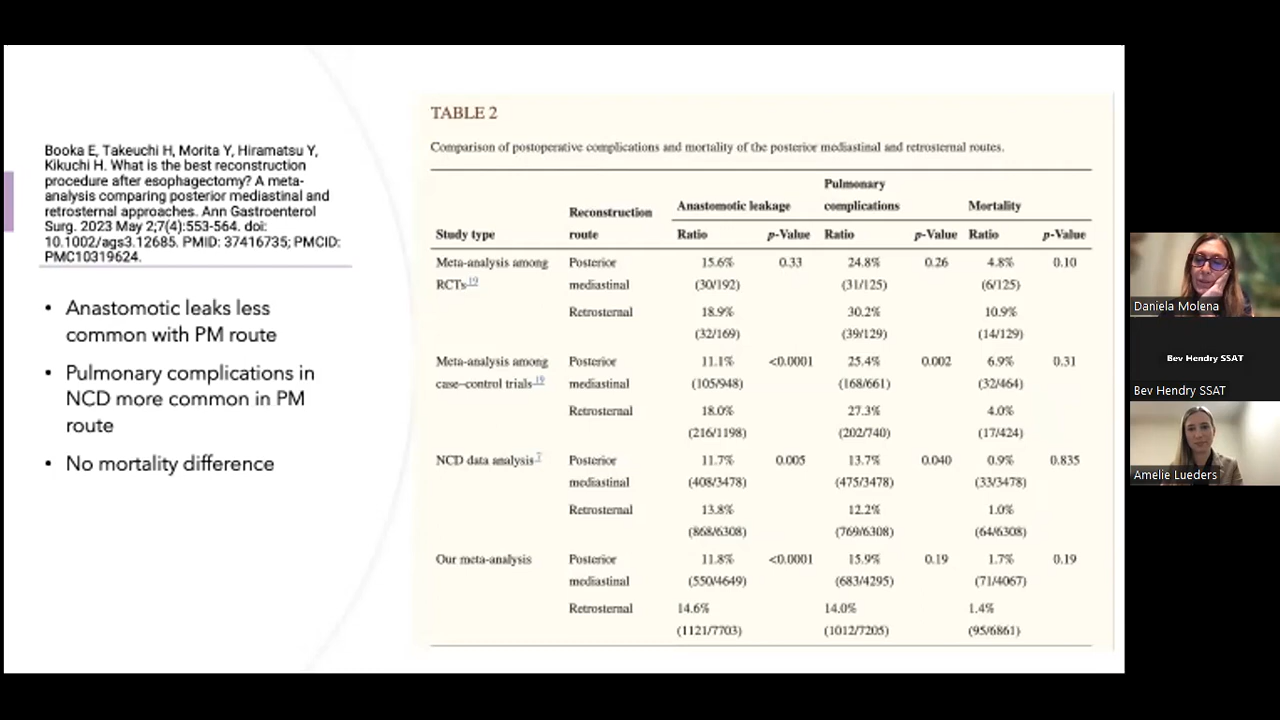 Booka E, Takeuchi H, Morita Y, Hiramatsu Y,
Kikuchi H. What is the best reconstruction
procedure after esophagectomy? A meta-
analysis comparing posterior mediastinal and
retrosternal approaches. Ann Gastroenterol
Surg. 2023 May 2;7(4):553-564. doi:
10.1002/ags3.12685. PMID: 37416735; PMCID:
PMC10319624.
• Anastomotic leaks less
common with PM route
• Pulmonary complications in
NCD more common in PM
route
• No mortality difference
TABLE 2
Comparison of postoperative complications and mortality of the posterior mediastinal and retrosternal routes.
Pulmonary
Reconstruction Anastomotic leakage complications Mortality
Study type route Ratio p-Value Ratio p-Value Ratio p-Value
Meta-analysis among Posterior 15.6% 0.33 24.8% 0.26 4.8% 0.10
RCTs19 mediastinal (30/192) (31/125) (6/125)
Retrosternal 18.9% 30.2% 10.9%
(32/169) (39/129) (14/129)
Meta-analysis among Posterior 11.1% <0.0001 25.4% 0.002 6.9% 0.31
case–control trials19 mediastinal (105/948) (168/661) (32/464)
Retrosternal 18.0% 27.3% 4.0%
(216/1198) (202/740) (17/424)
NCD data analysis7 Posterior 11.7% 0.005 13.7% 0.040 0.9% 0.835
mediastinal (408/3478) (475/3478) (33/3478)
Retrosternal 13.8% 12.2% 1.0%
(868/6308) (769/6308) (64/6308)
Our meta-analysis Posterior 11.8% <0.0001 15.9% 0.19 1.7% 0.19
mediastinal (550/4649) (683/4295) (71/4067)
Retrosternal 14.6% 14.0% 1.4%
(1121/7703) (1012/7205) (95/6861)
Daniela Molena
Bev Hendry SSAT
Bev Hendry SSAT
Amelie Lueders